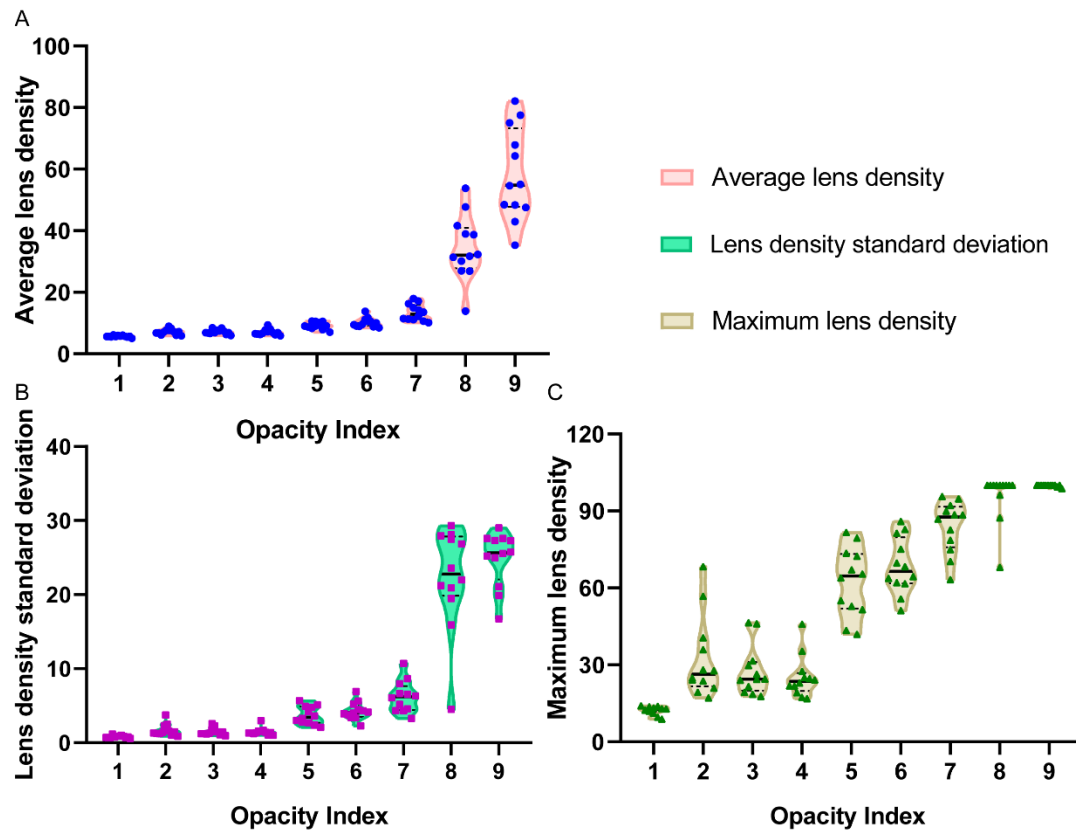 A
Average lens density
100
80
60
40
20
0
1 2 3 4 5 6 7 8 9
Opacity Index
Average lens density
Lens density standard deviation
Maximum lens density
B
Lens density standard deviation
40
30
20
10
0
1 2 3 4 5 6 7 8 9
Opacity Index
C
Maximum lens density
120
90
60
30
0
1 2 3 4 5 6 7 8 9
Opacity Index